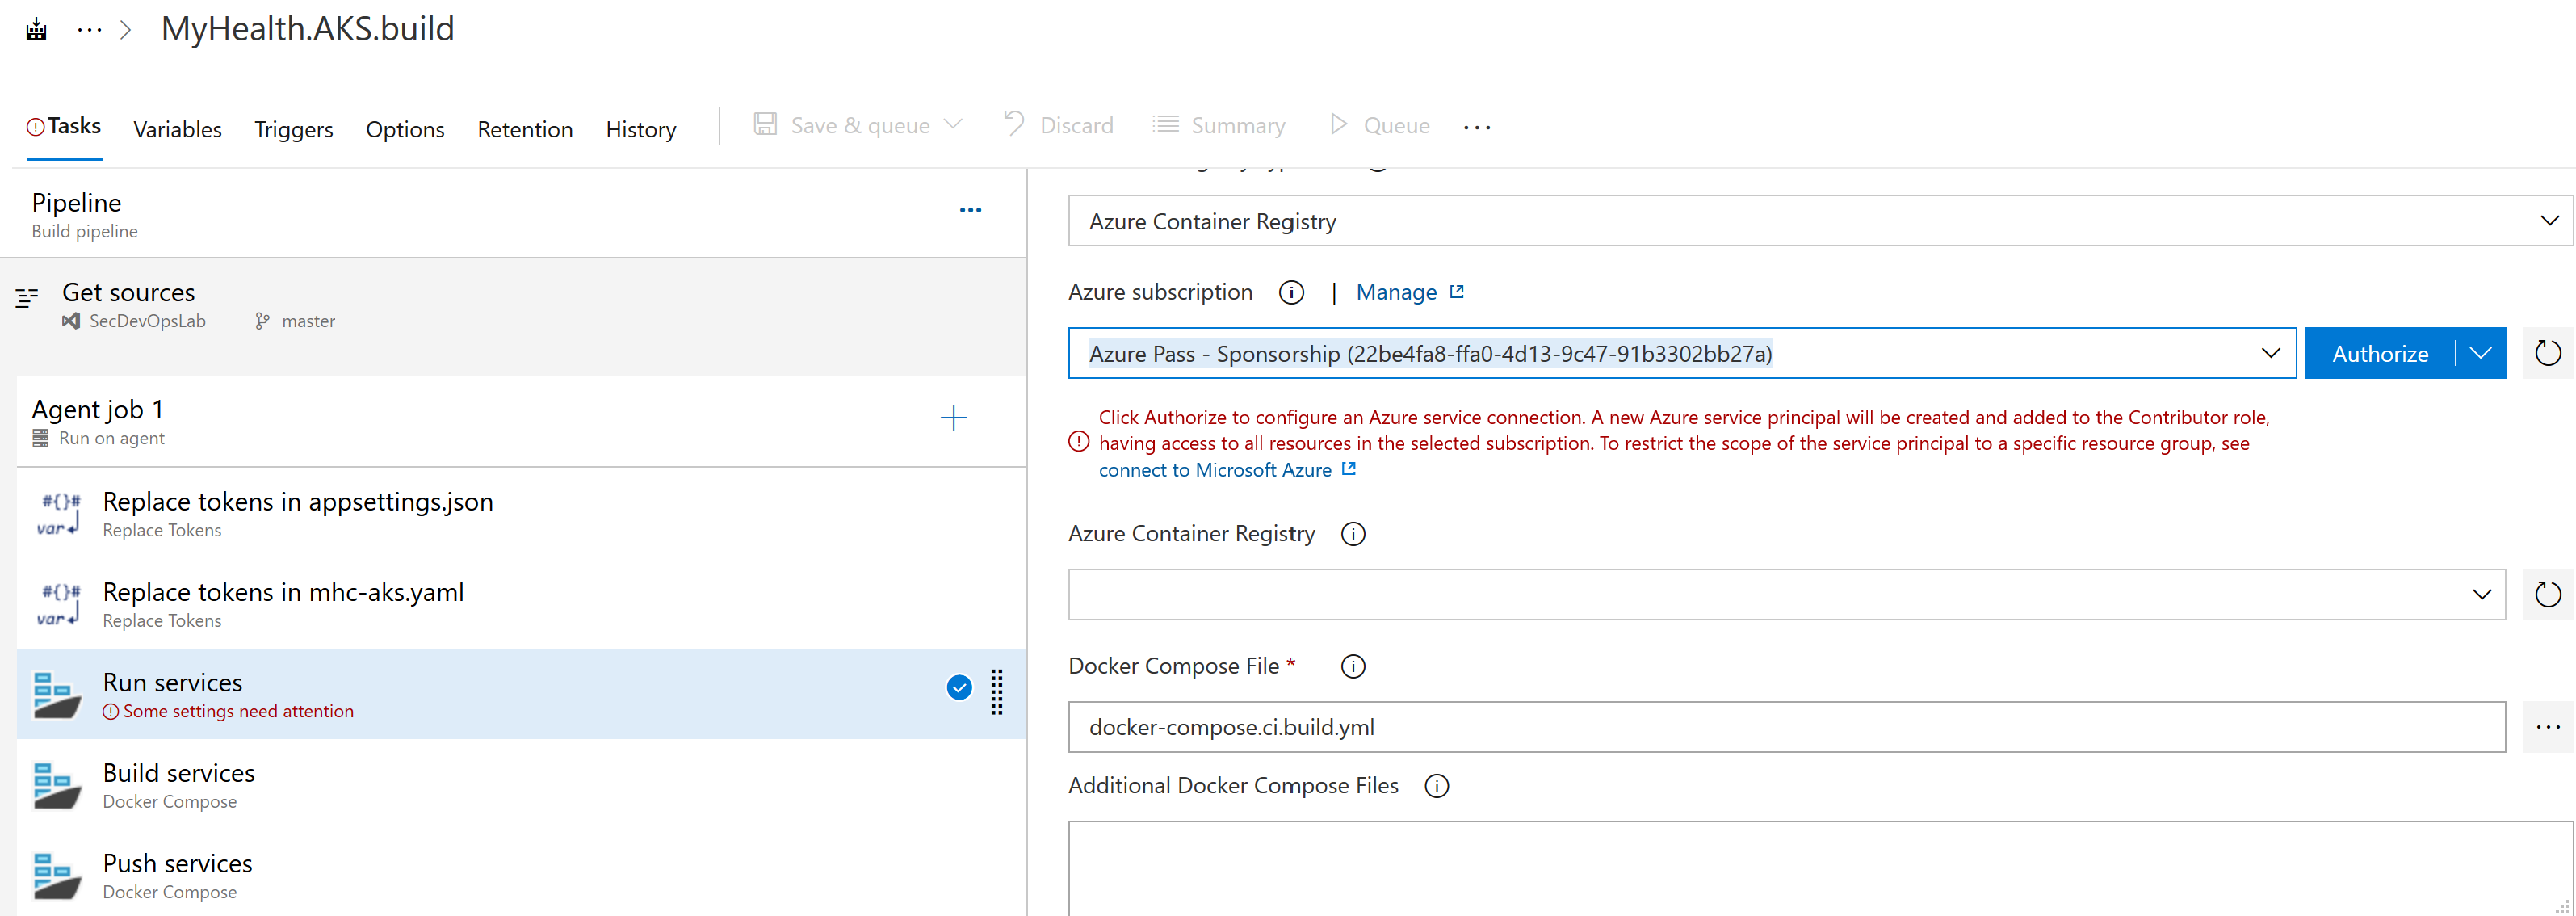 MyHealth.AKS.build
Tasks
Variables
Triggers
Options
Retention
History
Save & queue
Discard
Summary
Queue
Pipeline
Build pipeline
Get sources
SecDevOpsLab
master
Agent job 1
Run on agent
#{}#
var
Replace tokens in appsettings.json
Replace Tokens
#{}#
var
Replace tokens in mhc-aks.yaml
Replace Tokens
Run services
Some settings need attention
Build services
Docker Compose
Push services
Docker Compose
Azure Container Registry
Azure subscription
| Manage
Azure Pass - Sponsorship (22be4fa8-ffa0-4d13-9c47-91b3302bb27a)
Authorize
Click Authorize to configure an Azure service connection. A new Azure service principal will be created and added to the Contributor role,
having access to all resources in the selected subscription. To restrict the scope of the service principal to a specific resource group, see
connect to Microsoft Azure
Azure Container Registry
Docker Compose File *
docker-compose.ci.build.yml
Additional Docker Compose Files